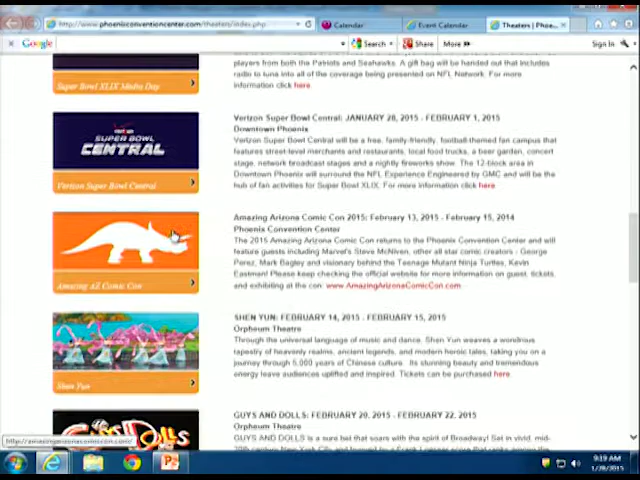 http://www.phoenixconventioncenter.com/theaters/index.php
Calendar
Event Calendar
Theaters | Phoe...
Google
Search
Share
More »
Sign In
players from both the Patriots and Seahawks. A gift bag will be handed out that includes
radio to tune into all of the coverage being presented on NFL Network. For more
information click here
Super Bowl XLIX Media Day
SUPER BOWL
CENTRAL
Verizon Super Bowl Central
Verizon Super Bowl Central: JANUARY 28, 2015 - FEBRUARY 1, 2015
Downtown Phoenix
Verizon Super Bowl Central will be a free, family-friendly, football-themed fan campus that
features street-level merchants and restaurants, local food trucks, a beer garden, concert
stage, network broadcast stages and a nightly fireworks show. The 12-block area in
Downtown Phoenix will surround the NFL Experience Engineered by GMC and will be the
hub of fan activities for Super Bowl XLIX. For more information click here
Amazing AZ Comic Con
Amazing Arizona Comic Con 2015: February 13, 2015 - February 15, 2014
Phoenix Convention Center
The 2015 Amazing Arizona Comic Con returns to the Phoenix Convention Center and will
feature guests including Marvel's Steve McNiven, other all star comic creators - George
Perez, Mark Bagley and visionary behind the Teenage Mutant Ninja Turtles, Kevin
Eastman! Please keep checking the official website for more information on guest, tickets,
and exhibiting at the con: www.AmazingArizonaComicCon.com
Shen Yun
SHEN YUN: FEBRUARY 14, 2015 - FEBRUARY 15, 2015
Orpheum Theatre
Through the universal language of music and dance, Shen Yun weaves a wondrous
tapestry of heavenly realms, ancient legends, and modern heroic tales, taking you on a
journey through 5,000 years of Chinese culture. Its stunning beauty and tremendous
energy leave audiences uplifted and inspired. Tickets can be purchased here
Guys Dolls
GUYS AND DOLLS: FEBRUARY 20, 2015 - FEBRUARY 22, 2015
Orpheum Theatre
GUYS AND DOLLS is a sure bet that soars with the spirit of Broadway! Set in vivid, mid-
http://amazingarizonacomiccon.com/
9:19 AM
1/28/2015